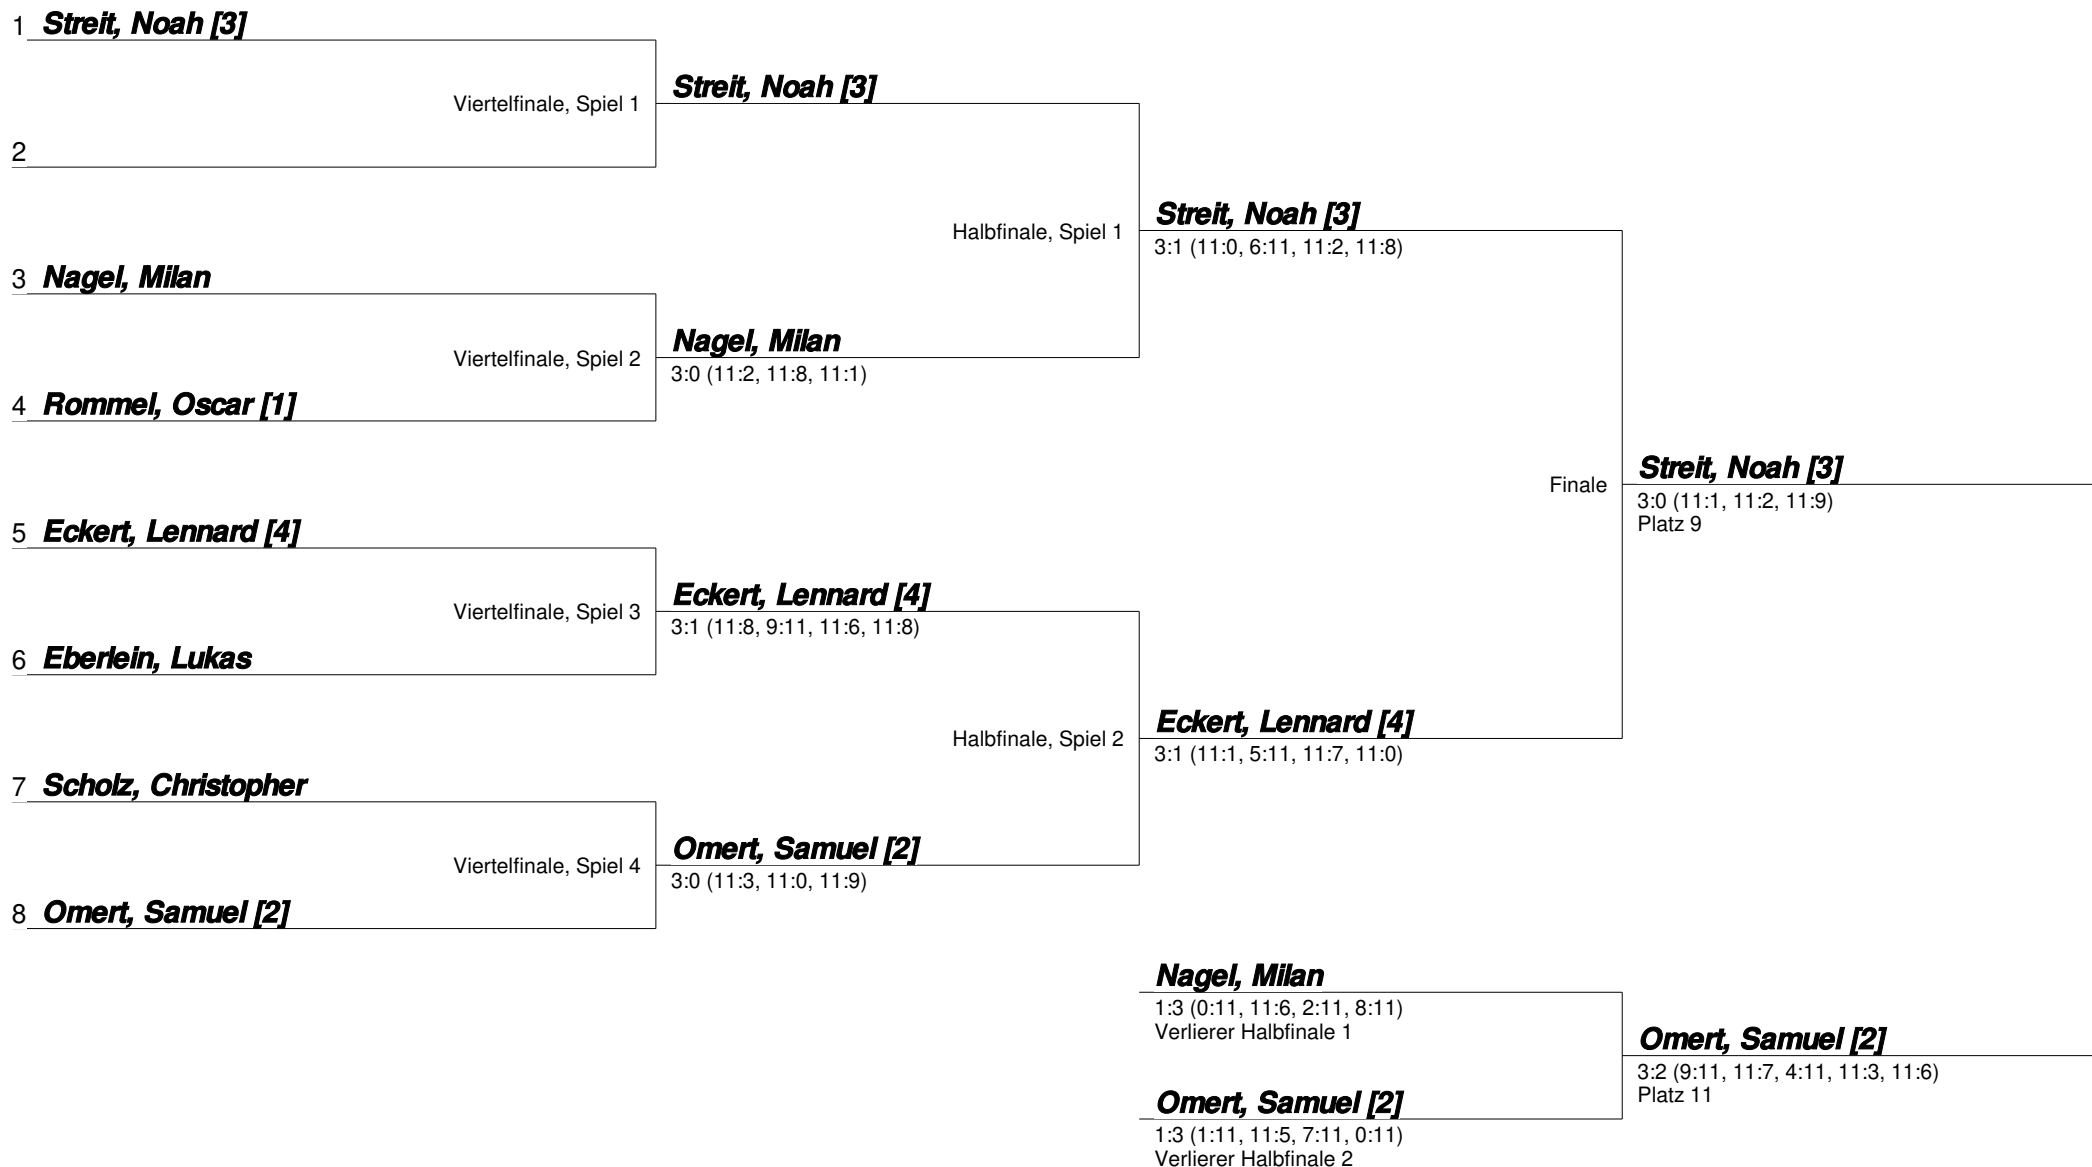 1 Streit, Noah [3]
Viertelfinale, Spiel 1
2
Streit, Noah [3]
3 Nagel, Milan
Viertelfinale, Spiel 2
4 Rommel, Oscar [1]
Nagel, Milan
3:0 (11:2, 11:8, 11:1)
Halbfinale, Spiel 1
Streit, Noah [3]
3:1 (11:0, 6:11, 11:2, 11:8)
5 Eckert, Lennard [4]
Viertelfinale, Spiel 3
6 Eberlein, Lukas
Eckert, Lennard [4]
3:1 (11:8, 9:11, 11:6, 11:8)
7 Scholz, Christopher
Viertelfinale, Spiel 4
8 Omert, Samuel [2]
Omert, Samuel [2]
3:0 (11:3, 11:0, 11:9)
Halbfinale, Spiel 2
Eckert, Lennard [4]
3:1 (11:1, 5:11, 11:7, 11:0)
Finale
Streit, Noah [3]
3:0 (11:1, 11:2, 11:9)
Platz 9
Nagel, Milan
1:3 (0:11, 11:6, 2:11, 8:11)
Verlierer Halbfinale 1
Omert, Samuel [2]
1:3 (1:11, 11:5, 7:11, 0:11)
Verlierer Halbfinale 2
Omert, Samuel [2]
3:2 (9:11, 11:7, 4:11, 11:3, 11:6)
Platz 11